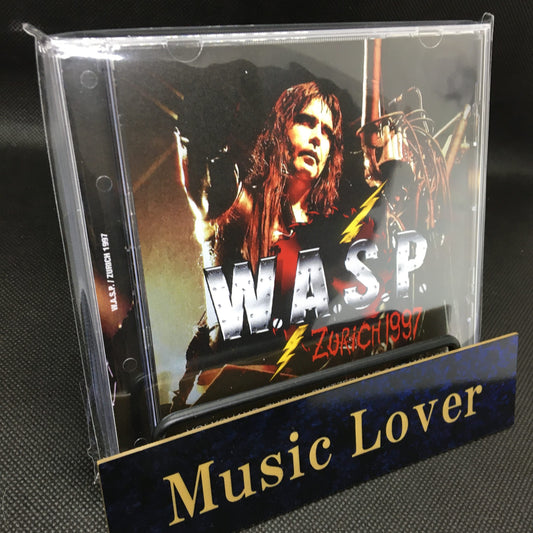 W.A.S.P.
ZURICH 1997
W.A.S.P. / ZURICH 1997
Music Lover